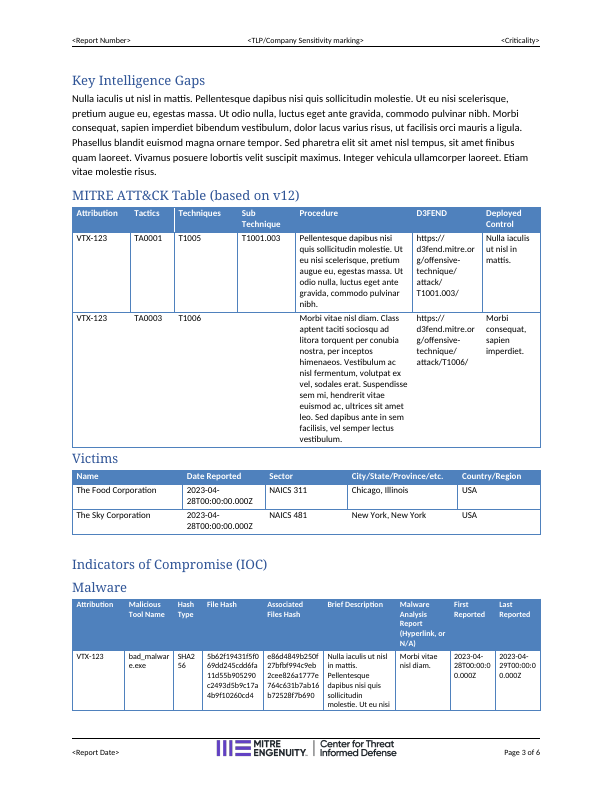 <Report Number> <TLP/Company Sensitivity marking> <Criticality>
Key Intelligence Gaps
Nulla iaculis ut nisl in mattis. Pellentesque dapibus nisi quis sollicitudin molestie. Ut eu nisi scelerisque,
pretium augue eu, egestas massa. Ut odio nulla, luctus eget ante gravida, commodo pulvinar nibh. Morbi
consequat, sapien imperdiet bibendum vestibulum, dolor lacus varius risus, ut facilisis orci mauris a ligula.
Phasellus blandit euismod magna ornare tempor. Sed pharetra elit sit amet nisl tempus, sit amet finibus
quam laoreet. Vivamus posuere lobortis velit suscipit maximus. Integer vehicula ullamcorper laoreet. Etiam
vitae molestie risus.
MITRE ATT&CK Table (based on v12)
Attribution Tactics Techniques Sub Technique Procedure D3FEND Deployed Control
VTX-123
TA0001
T1005
T1001.003
Pellentesque dapibus nisi
quis sollicitudin molestie. Ut
eu nisi scelerisque, pretium
augue eu, egestas massa. Ut
odio nulla, luctus eget ante
gravida, commodo pulvinar
nibh.
https://
d3fend.mitre.or
g/offensive-
technique/
attack/
T1001.003/
Nulla iaculis
ut nisl in
mattis.
VTX-123
TA0003
T1006
Morbi vitae nisl diam. Class
aptent taciti sociosqu ad
litora torquent per conubia
nostra, per inceptos
himenaeos. Vestibulum ac
nisl fermentum, volutpat ex
vel, sodales erat. Suspendisse
sem mi, hendrerit vitae
euismod ac, ultrices sit amet
leo. Sed dapibus ante in sem
facilisis, vel semper lectus
vestibulum.
https://
d3fend.mitre.or
g/offensive-
technique/
attack/T1006/
Morbi
consequat,
sapien
imperdiet.
Victims
Name Date Reported Sector City/State/Province/etc. Country/Region
The Food Corporation
2023-04-
28T00:00:00.000Z
NAICS 311
Chicago, Illinois
USA
The Sky Corporation
2023-04-
28T00:00:00.000Z
NAICS 481
New York, New York
USA
Indicators of Compromise (IOC)
Malware
Attribution
Malicious
Tool Name
Hash
Type
File Hash
Associated
Files Hash
Brief Description
Malware
Analysis
Report
(Hyperlink, or
N/A)
First
Reported
Last
Reported
VTX-123
bad_malwar
e.exe
SHA2
56
5b62f19431f5f0
69dd245cdd6fa
11d55b905290
c2493d5b9c17a
4b9f10260cd4
e86d4849b250f
27bfbf994c9eb
2cee826a1777e
764c631b7ab16
b72528f7b690
Nulla iaculis ut nisl
in mattis.
Pellentesque
dapibus nisi quis
sollicitudin
molestie. Ut eu nisi
Morbi vitae
nisl diam.
2023-04-
28T00:00:0
0.000Z
2023-04-
29T00:00:0
0.000Z
<Report Date> MITRE ENGENUITY. Center for Threat Informed Defense Page 3 of 6